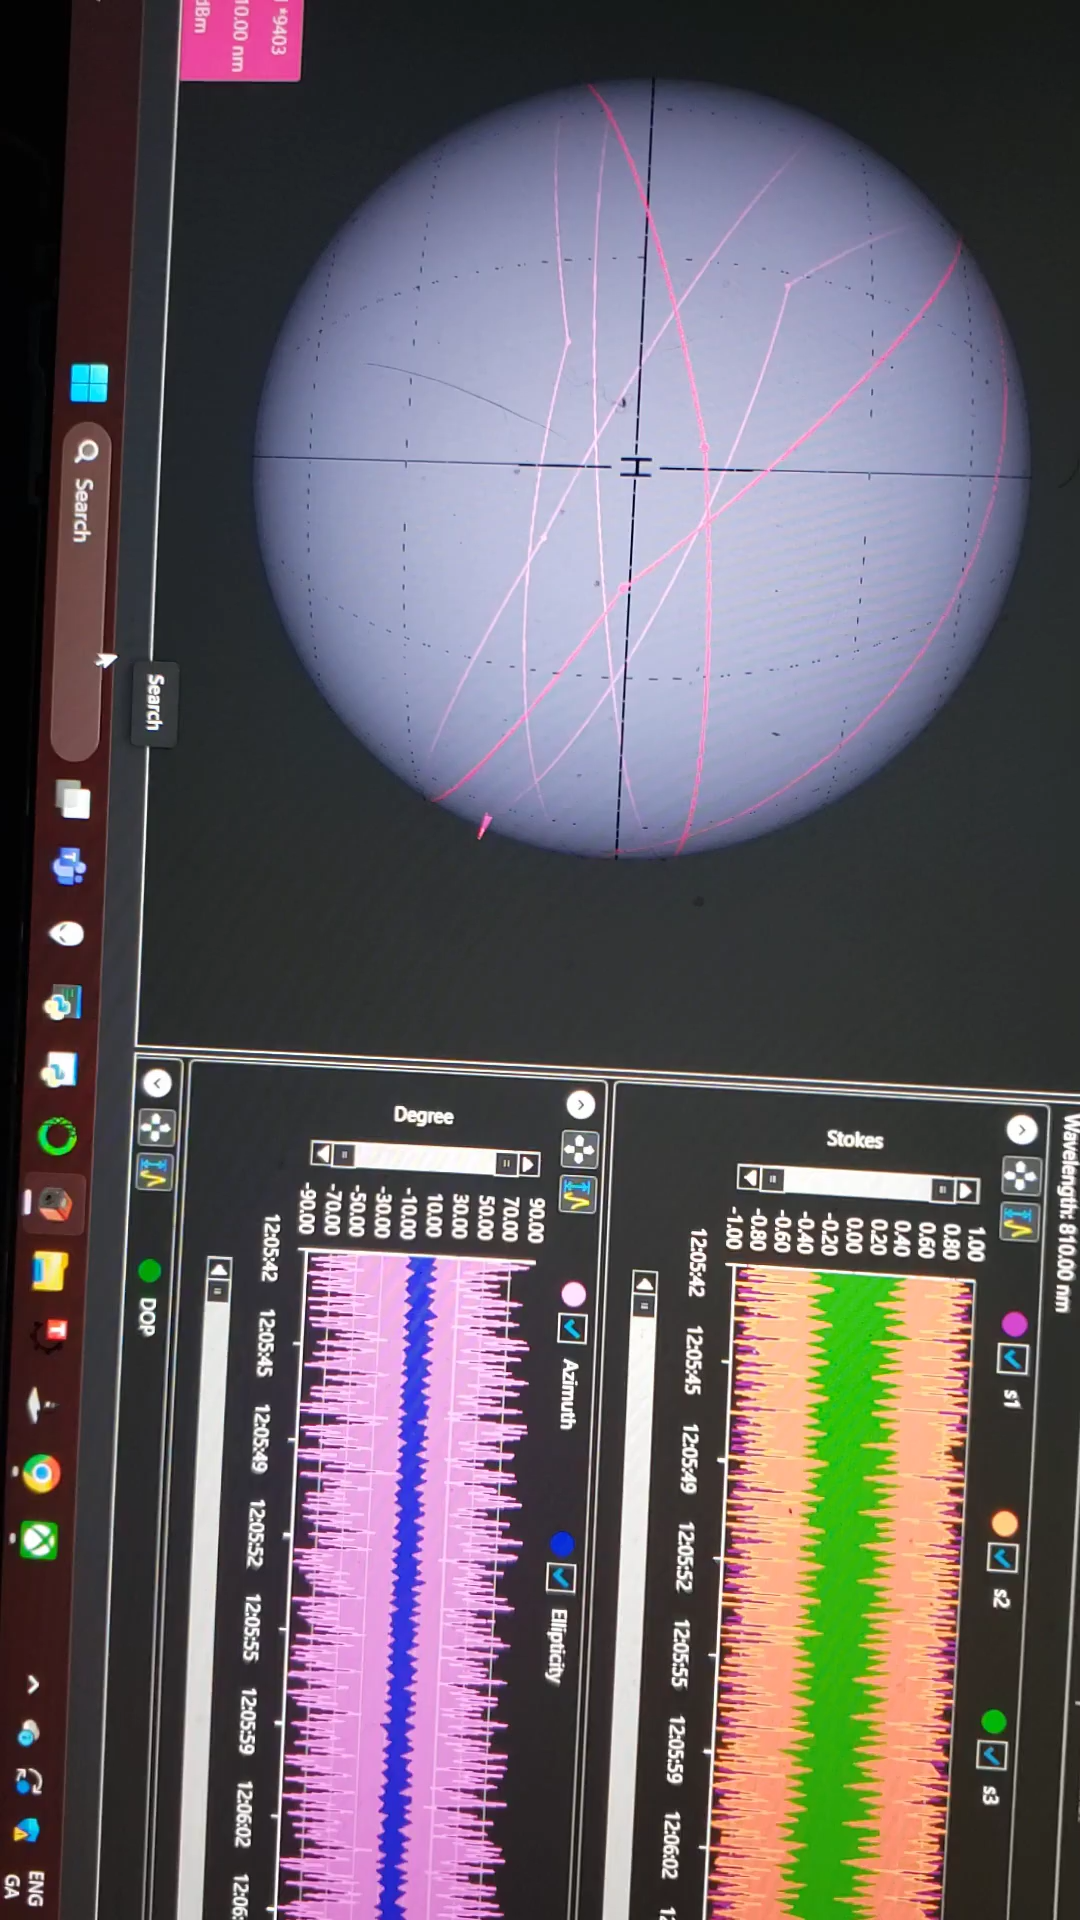 Wavelength: 810.00 nm
s1
s2
s3
Stokes
1.00
0.80
0.60
0.40
0.20
0.00
-0.20
-0.40
-0.60
-0.80
-1.00
12:05:42 12:05:45 12:05:49 12:05:52 12:05:55 12:05:59 12:06:02
Azimuth
Ellipticity
Degree
90.00
70.00
50.00
30.00
10.00
-10.00
-30.00
-50.00
-70.00
-90.00
12:05:42 12:05:45 12:05:49 12:05:52 12:05:55 12:05:59 12:06:02 12:06:
DOP
H
*9403
10.00 nm
dBm
Search
Search
ENG
GA